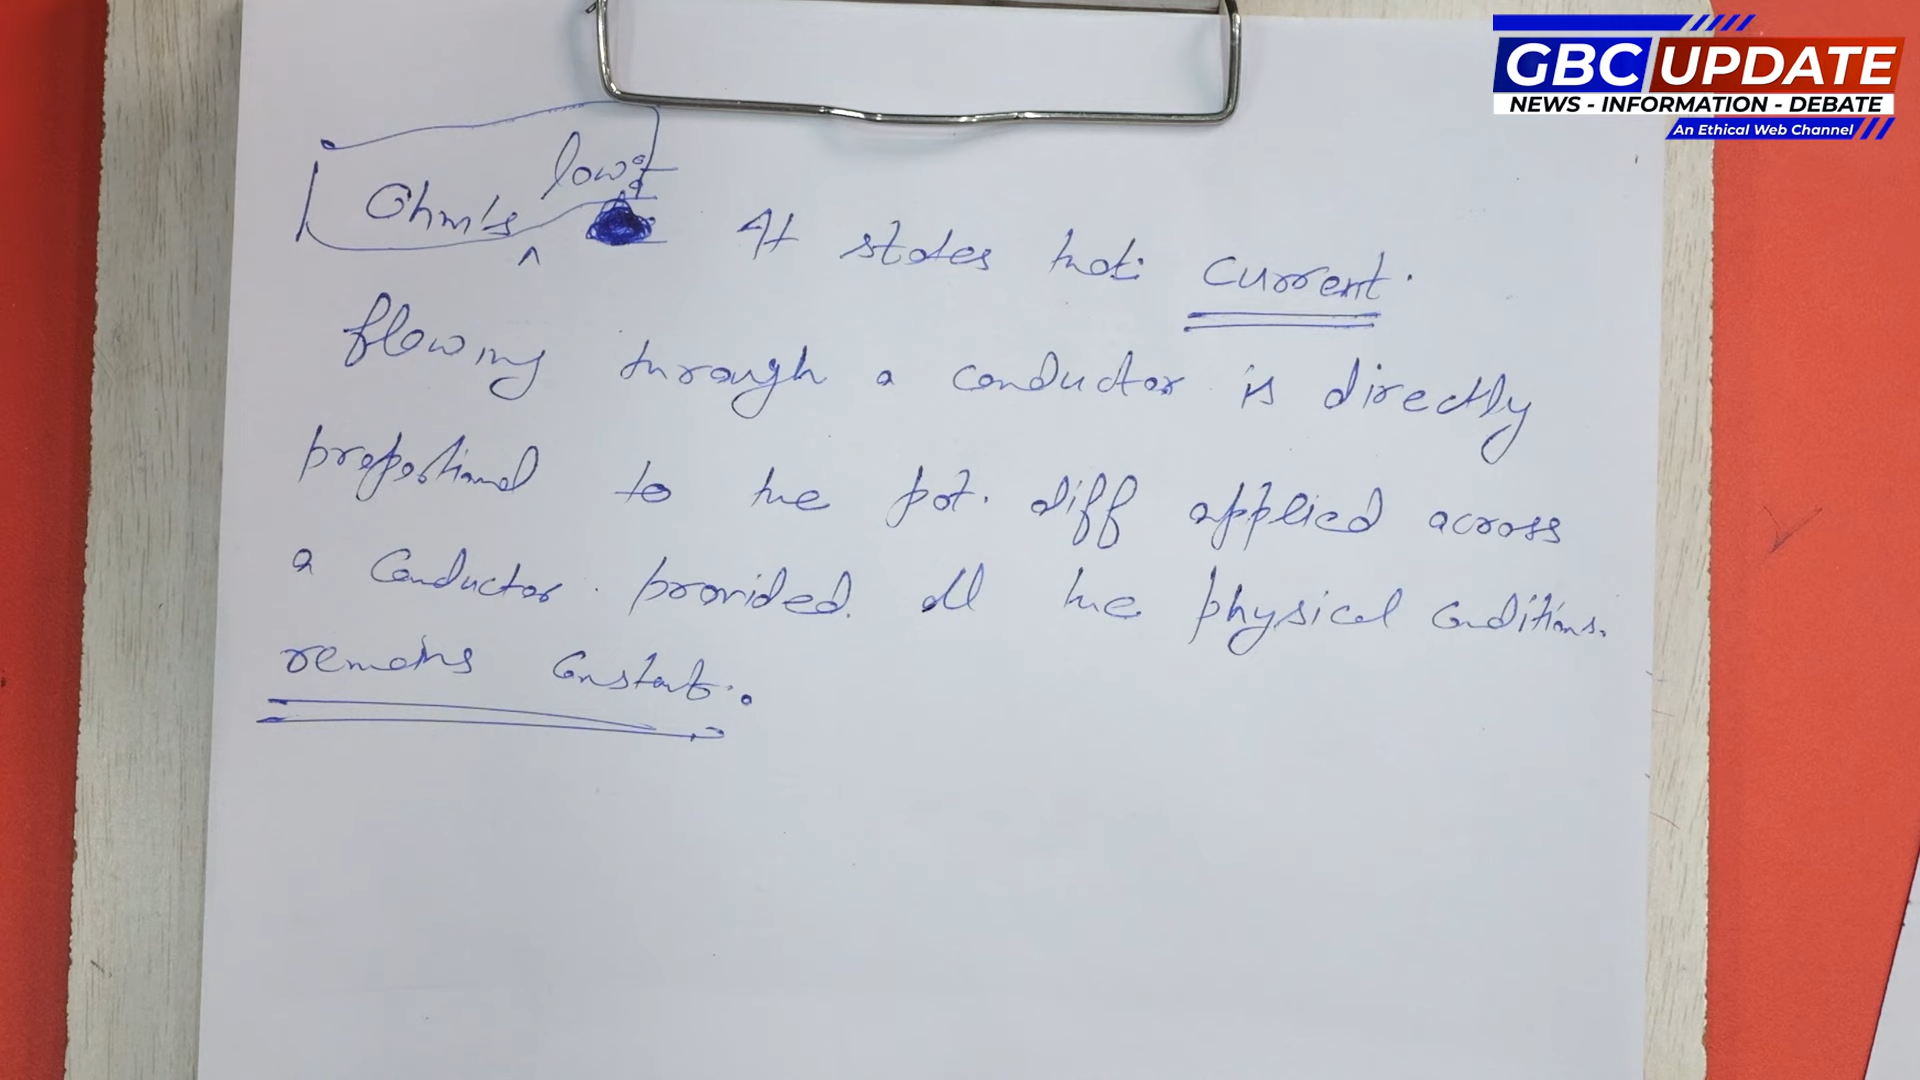 GBC UPDATE
NEWS - INFORMATION - DEBATE
An Ethical Web Channel
Ohm's law:- It states that current.
flowing through a conductor is directly
proportional to the pot. diff applied across
a conductor. provided. all the physical conditions.
remains constant.